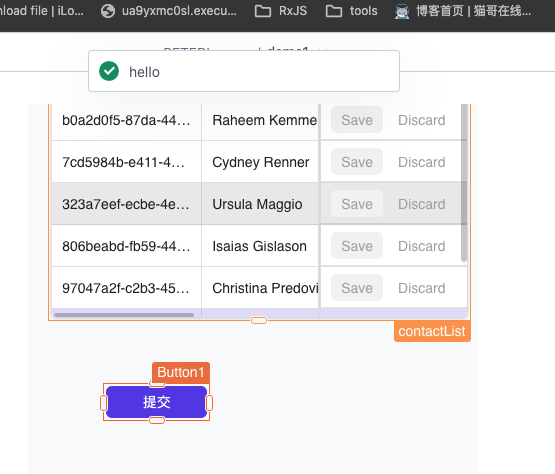 nload file | iLo...
ua9yxmc0sl.execu...
RxJS
tools
博客首页 | 猫哥在线...
hello
b0a2d0f5-87da-44... Raheem Kemme Save Discard
7cd5984b-e411-4... Cydney Renner Save Discard
323a7eef-ecbe-4e... Ursula Maggio Save Discard
806beabd-fb59-44... Isaias Gislason Save Discard
97047a2f-c2b3-45... Christina Predovi Save Discard
contactList
Button1
提交